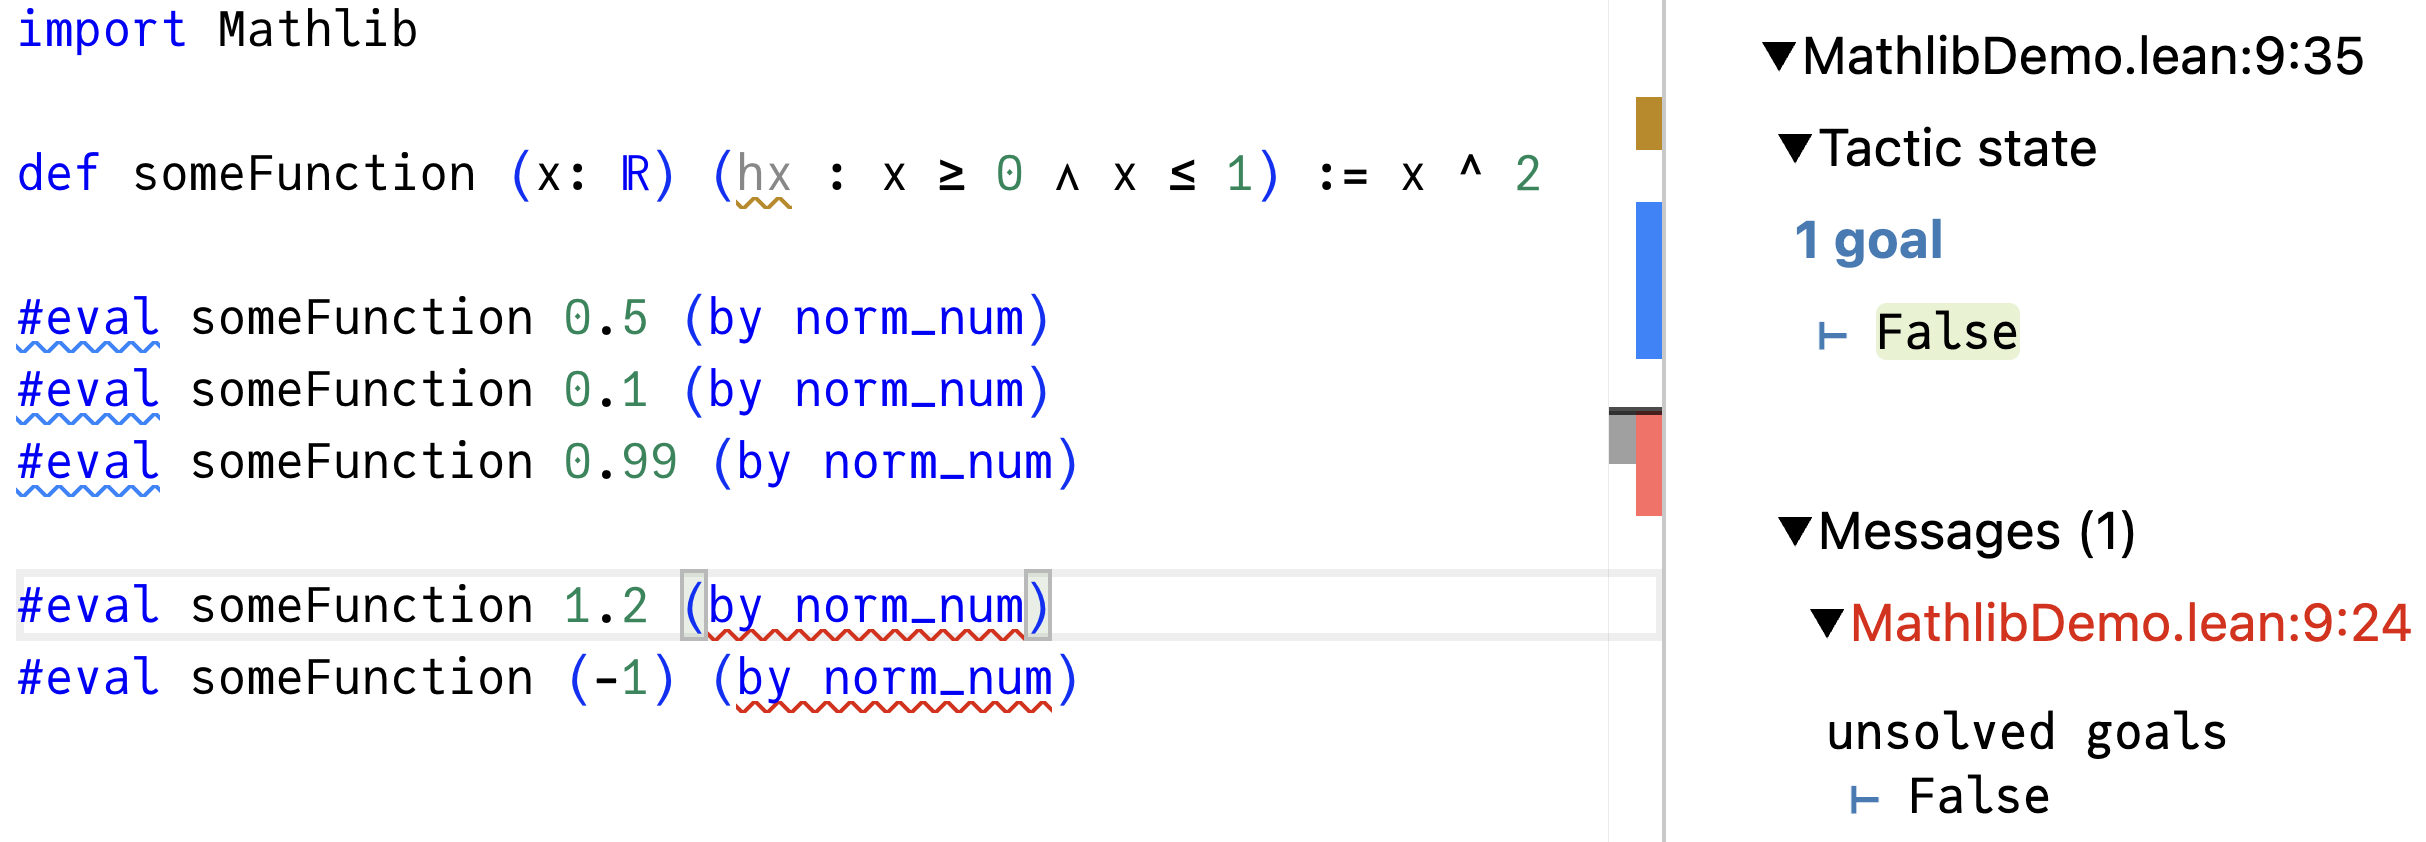 import Mathlib
def someFunction (x: ℝ) (hx : x ≥ 0 ∧ x ≤ 1) := x ^ 2
#eval someFunction 0.5 (by norm_num)
#eval someFunction 0.1 (by norm_num)
#eval someFunction 0.99 (by norm_num)
#eval someFunction 1.2 (by norm_num)
#eval someFunction (-1) (by norm_num)
▼MathlibDemo.lean:9:35
▼Tactic state
1 goal
⊢ False
▼Messages (1)
▼MathlibDemo.lean:9:24
unsolved goals
⊢ False